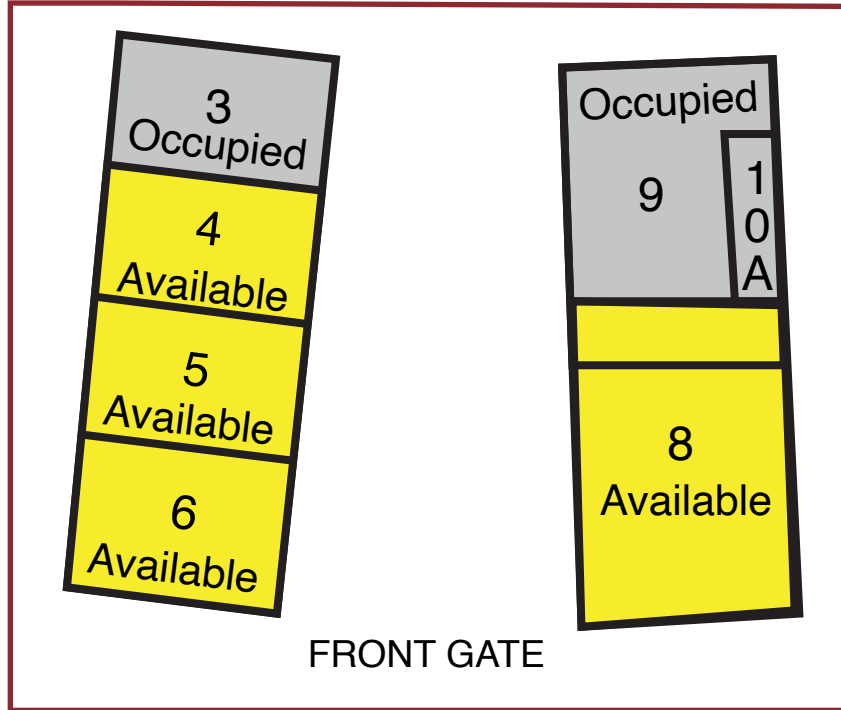 3
Occupied
4
Available
5
Available
6
Available
Occupied
9
1
0
A
8
Available
FRONT GATE